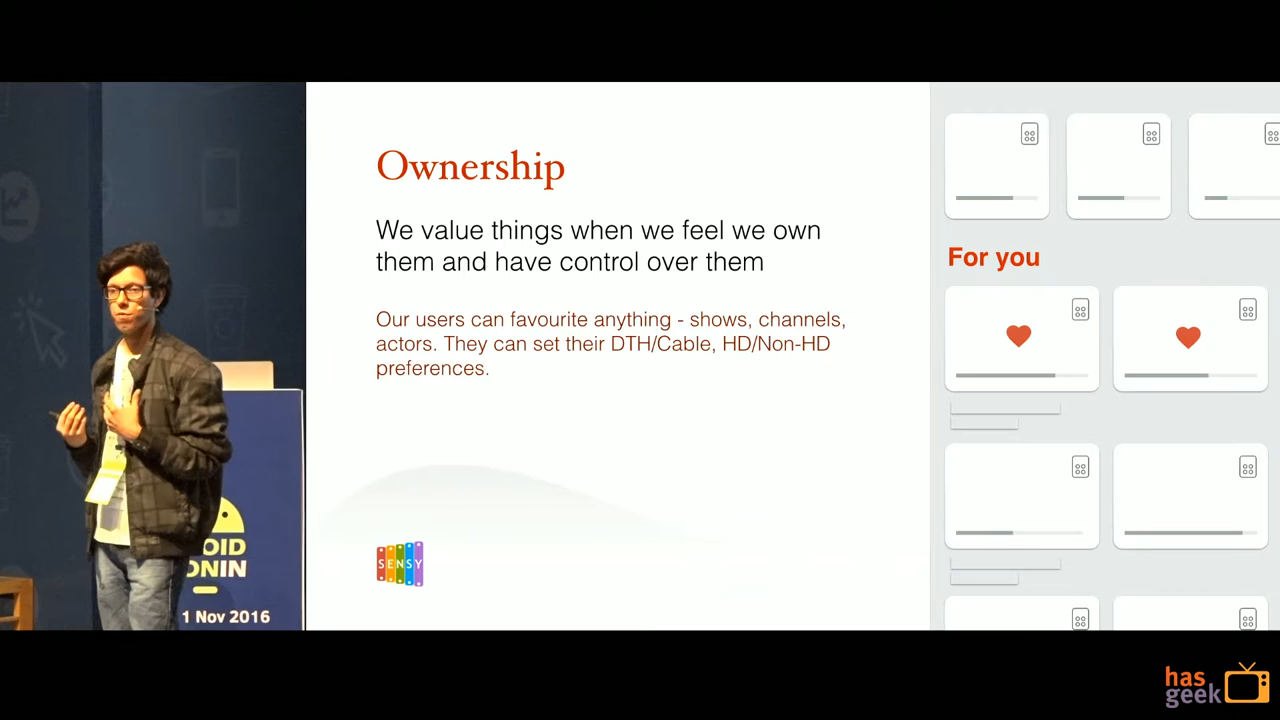 Ownership
We value things when we feel we own
them and have control over them
Our users can favourite anything - shows, channels,
actors. They can set their DTH/Cable, HD/Non-HD
preferences.
SENSY
For you
OID
ONIN
1 Nov 2016
has
geek